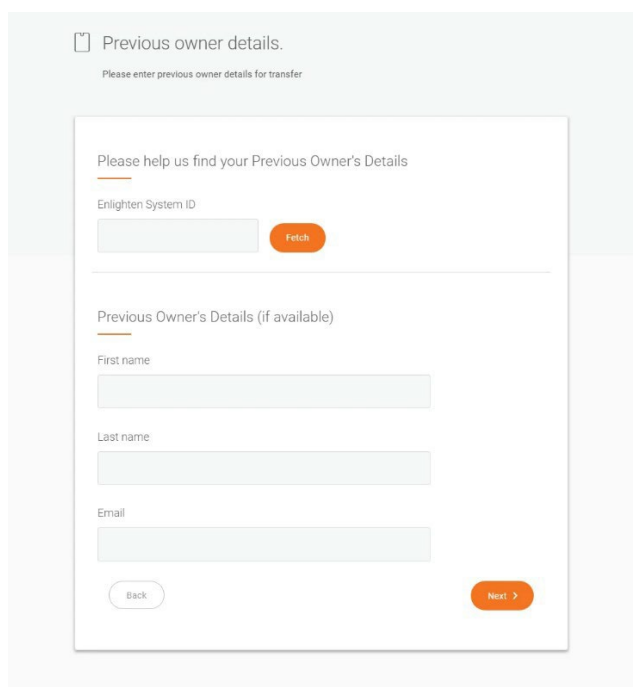 Previous owner details.
Please enter previous owner details for transfer
Please help us find your Previous Owner's Details
Enlighten System ID
Fetch
Previous Owner's Details (if available)
First name
Last name
Email
Back
Next